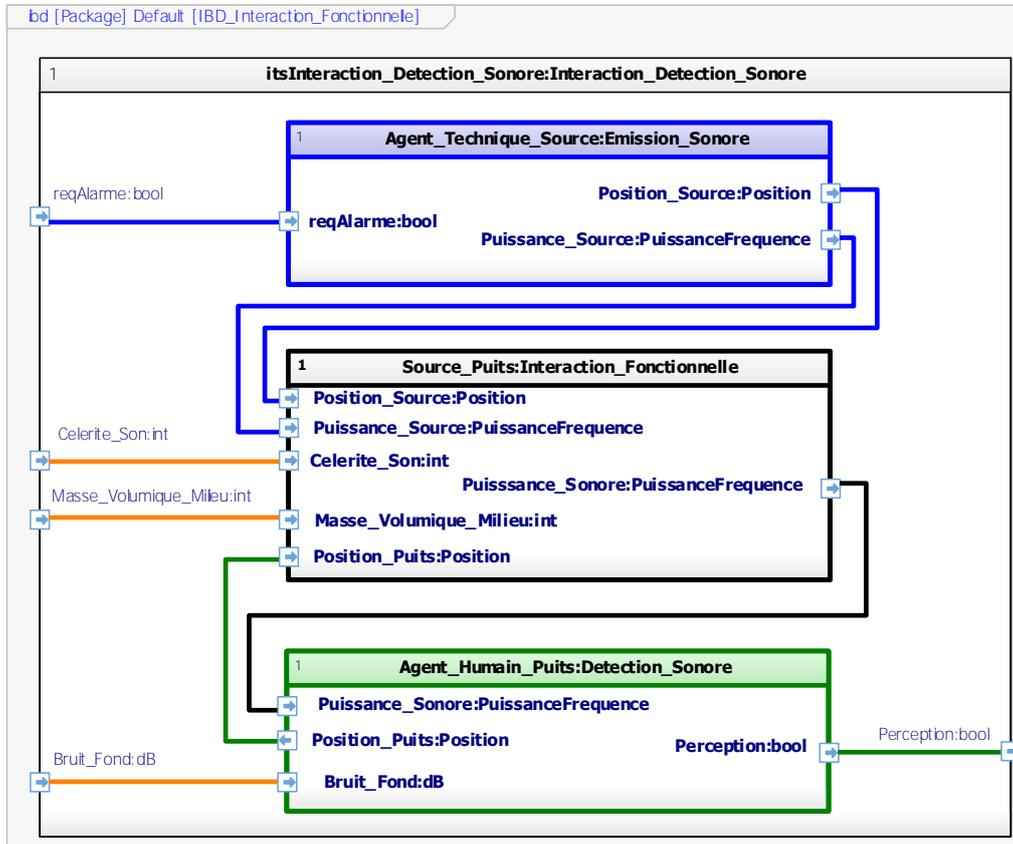 ibd [Package] Default [IBD_Interaction_Fonctionnelle]
1
itsInteraction_Detection_Sonore:Interaction_Detection_Sonore
1
Agent_Technique_Source:Emission_Sonore
reqAlarme:bool
Position_Source:Position
reqAlarme:bool
Puissance_Source:PuissanceFrequence
1
Source_Puits:Interaction_Fonctionnelle
Position_Source:Position
Puissance_Source:PuissanceFrequence
Celerite_Son:int
Celerite_Son:int
Puisssance_Sonore:PuissanceFrequence
Masse_Volumique_Milieu:int
Masse_Volumique_Milieu:int
Position_Puits:Position
1
Agent_Humain_Puits:Detection_Sonore
Puissance_Sonore:PuissanceFrequence
Position_Puits:Position
Perception:bool
Perception:bool
Bruit_Fond:dB
Bruit_Fond:dB